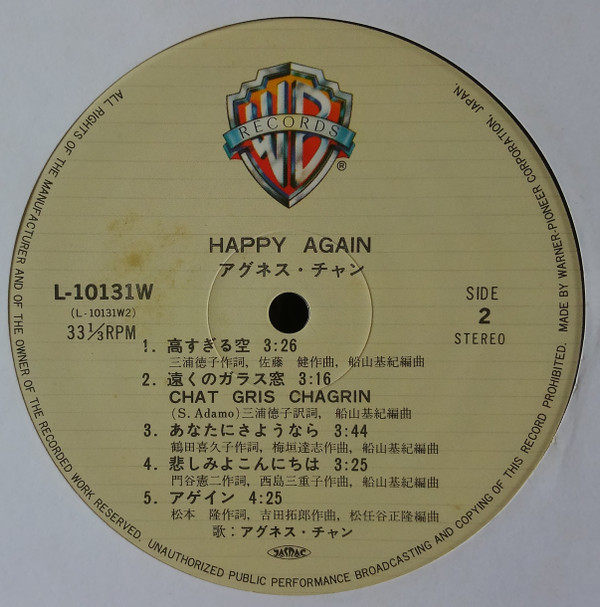 WB
RECORDS
®
HAPPY AGAIN
アグネス・チャン
L-10131W
(L-10131W2)
33 1/3 RPM
SIDE
2
STEREO
1. 高すぎる空 3:26
三浦徳子作詞, 佐藤 健作曲, 船山基紀編曲
2. 遠くのガラス窓 3:16
CHAT GRIS CHAGRIN
(S. Adamo)三浦徳子訳詞, 船山基紀編曲
3. あなたにさようなら 3:44
鶴田喜久子作詞, 梅垣達志作曲, 船山基紀編曲
4. 悲しみよこんにちは 3:25
門谷憲二作詞, 西島三重子作曲, 船山基紀編曲
5. アゲイン 4:25
松本 隆作詞, 吉田拓郎作曲, 松任谷正隆編曲
歌：アグネス・チャン
JASRAC
ALL RIGHTS OF THE MANUFACTURER AND OF THE OWNER OF THE RECORDED WORK RESERVED. UNAUTHORIZED PUBLIC PERFORMANCE BROADCASTING AND COPYING OF THIS RECORD PROHIBITED. MADE BY WARNER-PIONEER CORPORATION, JAPAN.